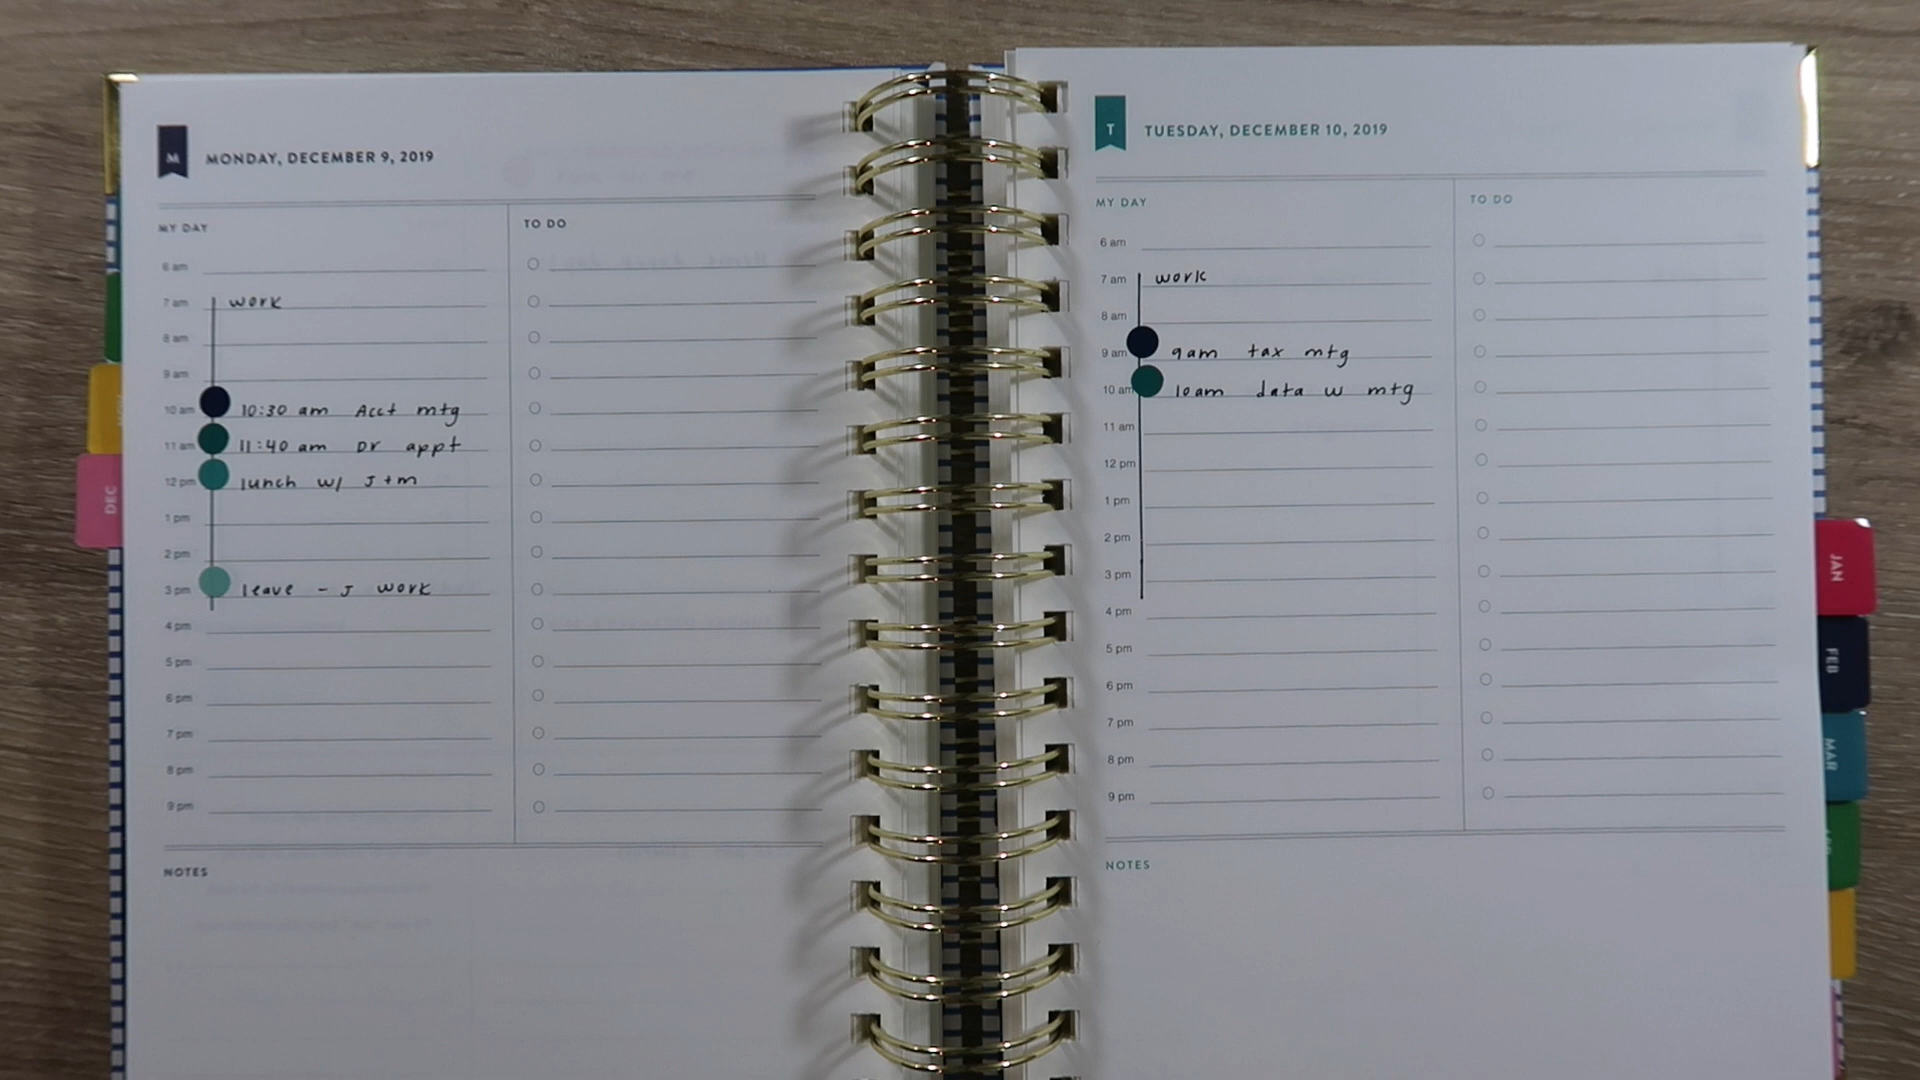 M
MONDAY, DECEMBER 9, 2019
MY DAY
TO DO
6 am
7 am work
8 am
9 am
10 am 10:30 am Acct mtg
11 am 11:40 am Dr appt
12 pm lunch w/ J+m
1 pm
2 pm
3 pm leave - J work
4 pm
5 pm
6 pm
7 pm
8 pm
9 pm
NOTES
DEC
T
TUESDAY, DECEMBER 10, 2019
MY DAY
TO DO
6 am
7 am work
8 am
9 am 9am tax mtg
10 am 10am data w mtg
11 am
12 pm
1 pm
2 pm
3 pm
4 pm
5 pm
6 pm
7 pm
8 pm
9 pm
NOTES
JAN
FEB
MAR